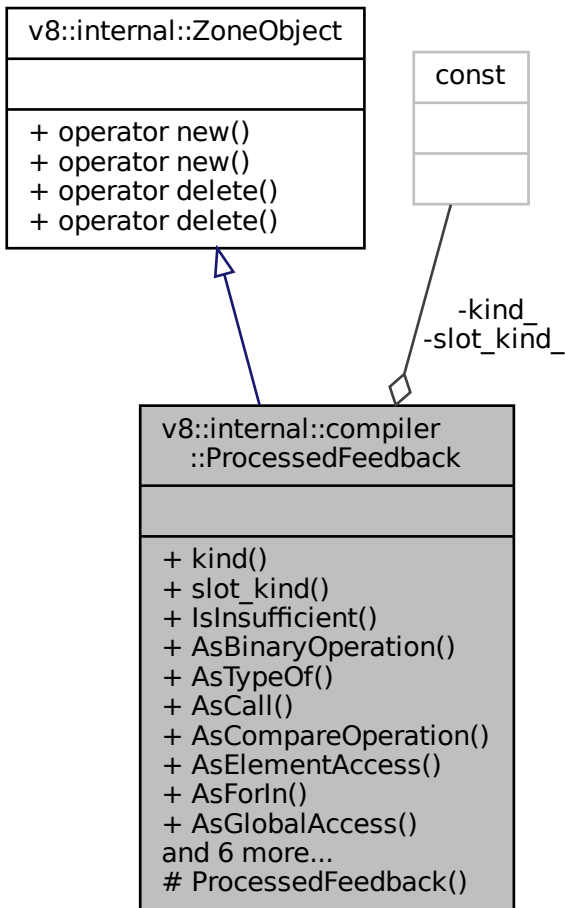 v8::internal::ZoneObject
+ operator new()
+ operator new()
+ operator delete()
+ operator delete()
const
-kind_
-slot_kind_
v8::internal::compiler
::ProcessedFeedback
+ kind()
+ slot_kind()
+ IsInsufficient()
+ AsBinaryOperation()
+ AsTypeOf()
+ AsCall()
+ AsCompareOperation()
+ AsElementAccess()
+ AsForIn()
+ AsGlobalAccess()
and 6 more...
# ProcessedFeedback()